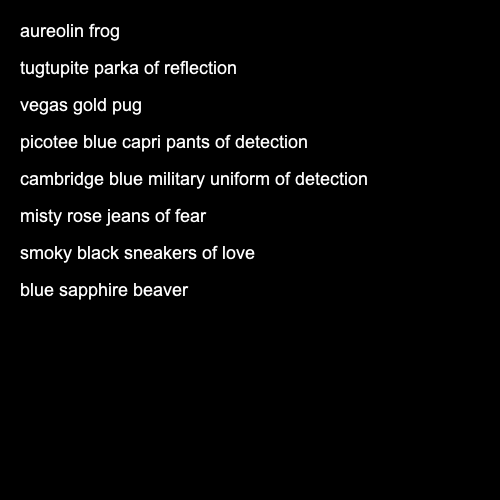 aureolin frog
tugtupite parka of reflection
vegas gold pug
picotee blue capri pants of detection
cambridge blue military uniform of detection
misty rose jeans of fear
smoky black sneakers of love
blue sapphire beaver